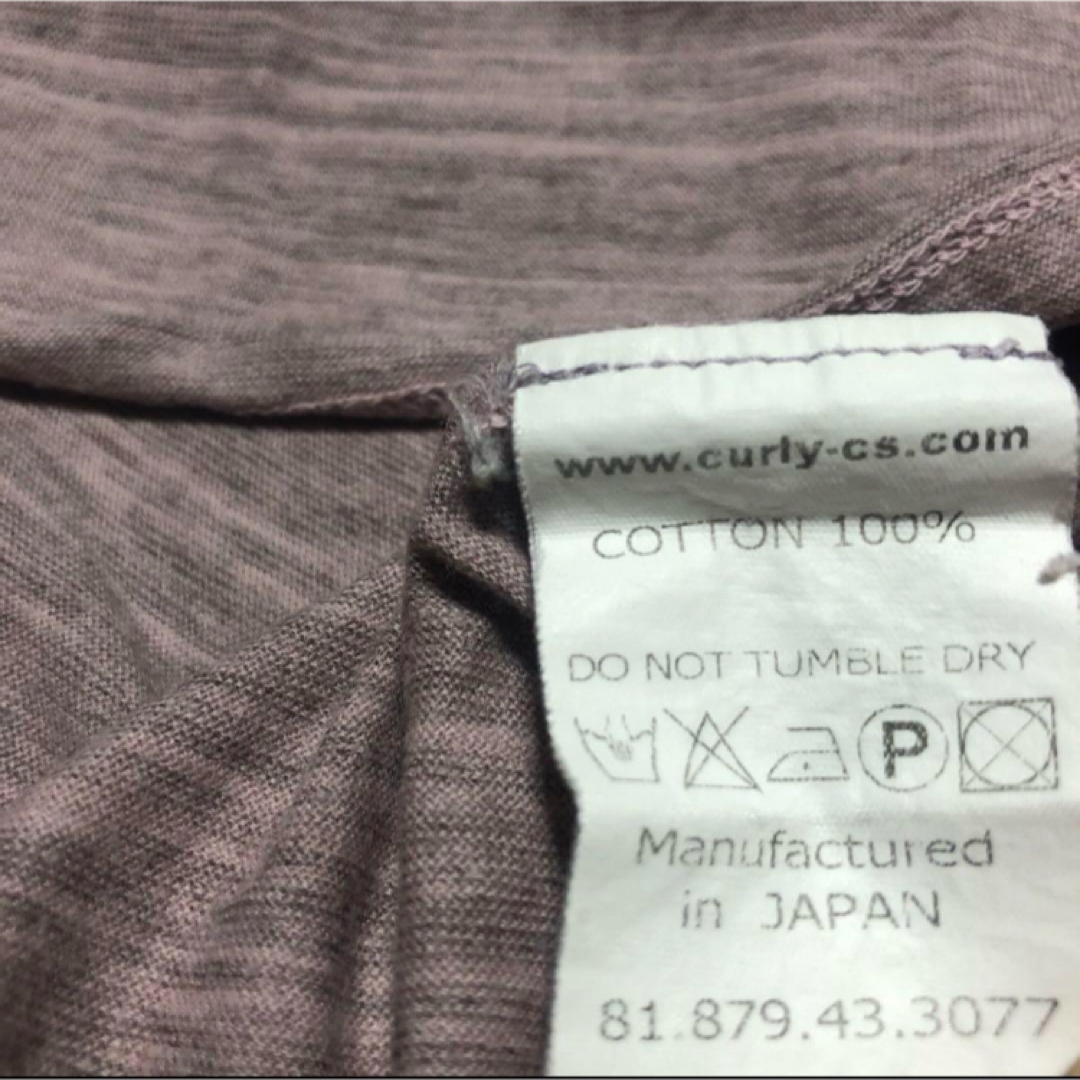 www.curly-cs.com
COTTON 100%
DO NOT TUMBLE DRY
P
Manufactured
in JAPAN
81.879.43.3077